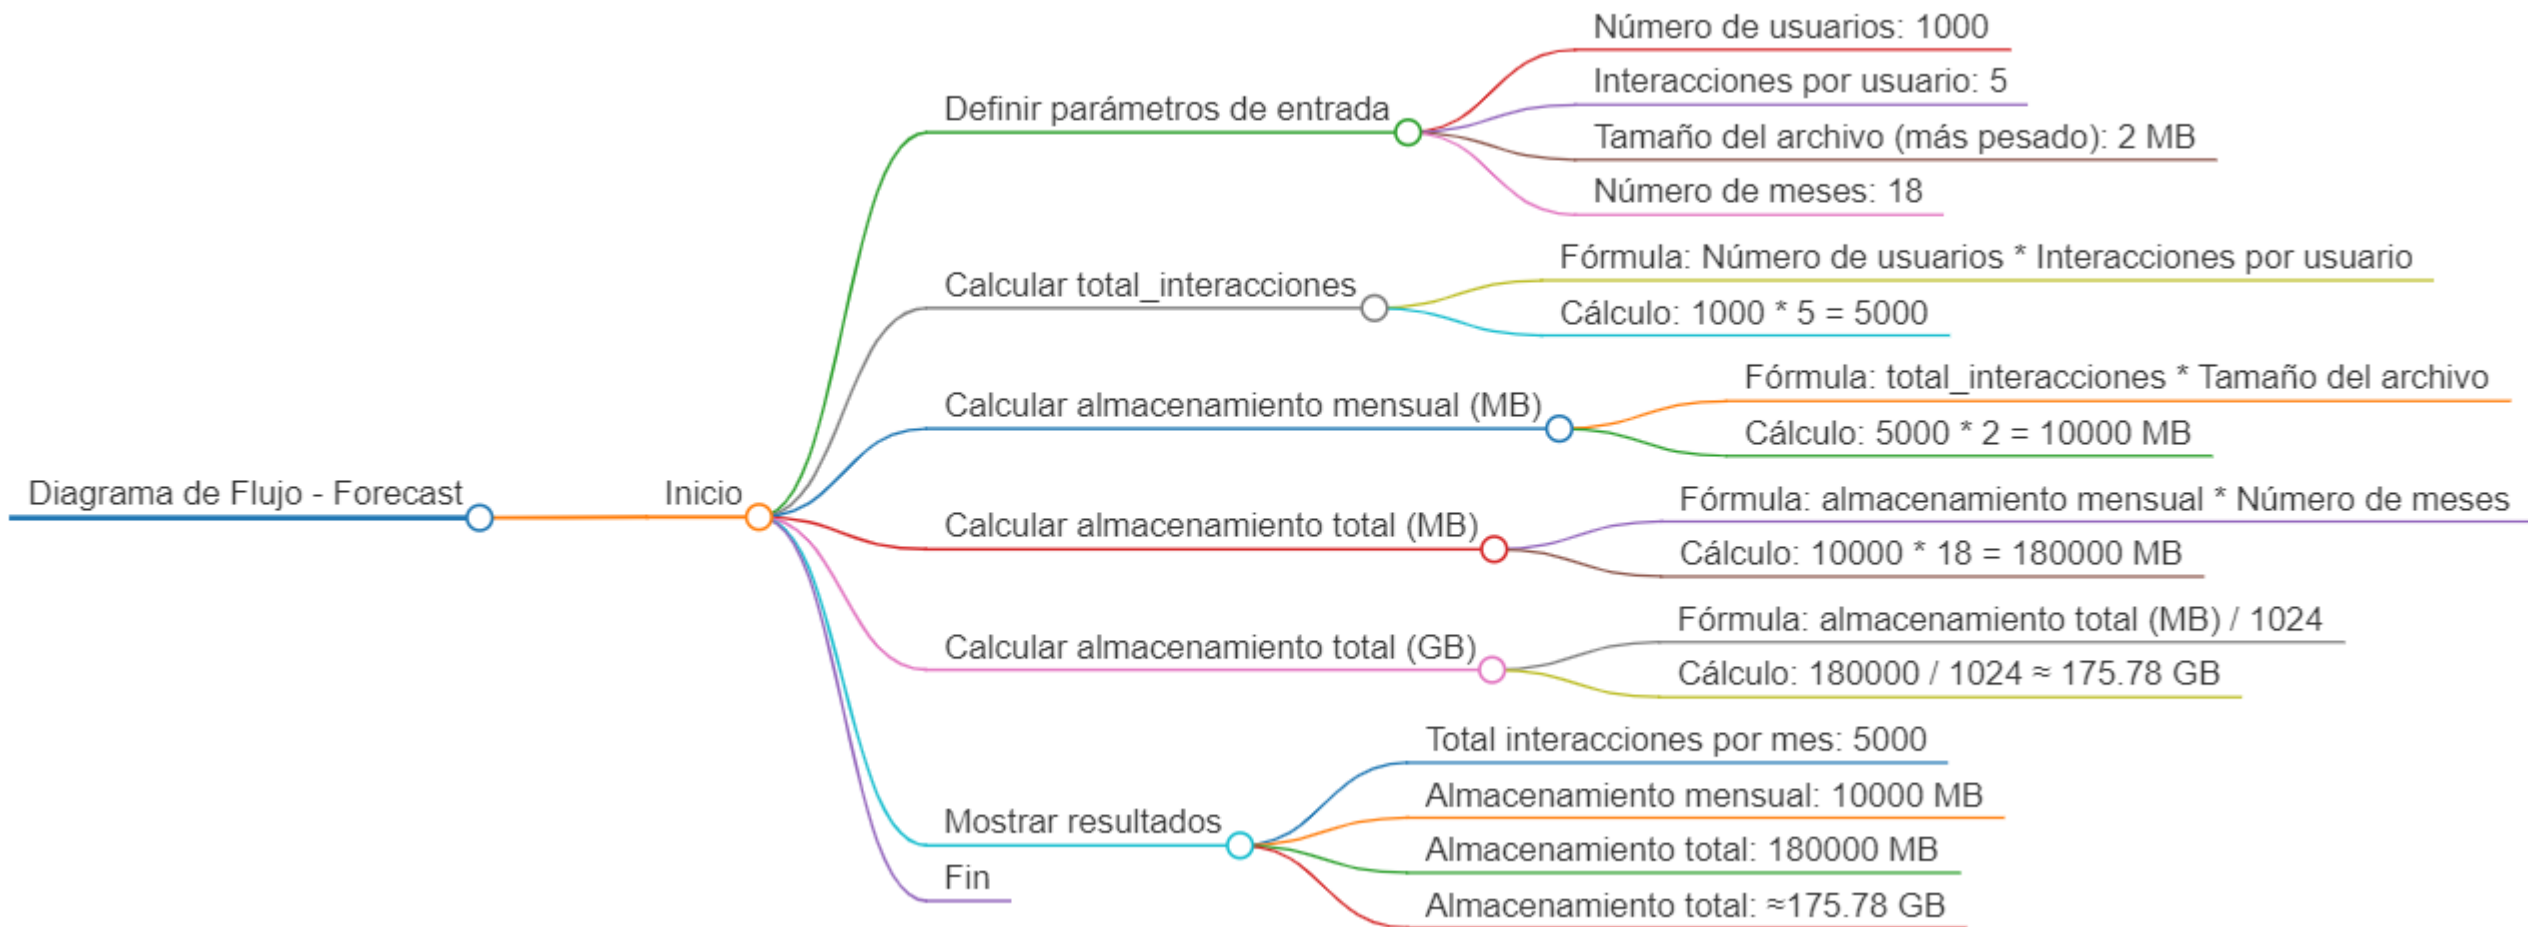 Diagrama de Flujo - Forecast
Inicio
Definir parámetros de entrada
Número de usuarios: 1000
Interacciones por usuario: 5
Tamaño del archivo (más pesado): 2 MB
Número de meses: 18
Calcular total_interacciones
Fórmula: Número de usuarios * Interacciones por usuario
Cálculo: 1000 * 5 = 5000
Calcular almacenamiento mensual (MB)
Fórmula: total_interacciones * Tamaño del archivo
Cálculo: 5000 * 2 = 10000 MB
Calcular almacenamiento total (MB)
Fórmula: almacenamiento mensual * Número de meses
Cálculo: 10000 * 18 = 180000 MB
Calcular almacenamiento total (GB)
Fórmula: almacenamiento total (MB) / 1024
Cálculo: 180000 / 1024 ≈ 175.78 GB
Mostrar resultados
Total interacciones por mes: 5000
Almacenamiento mensual: 10000 MB
Almacenamiento total: 180000 MB
Almacenamiento total: ≈175.78 GB
Fin